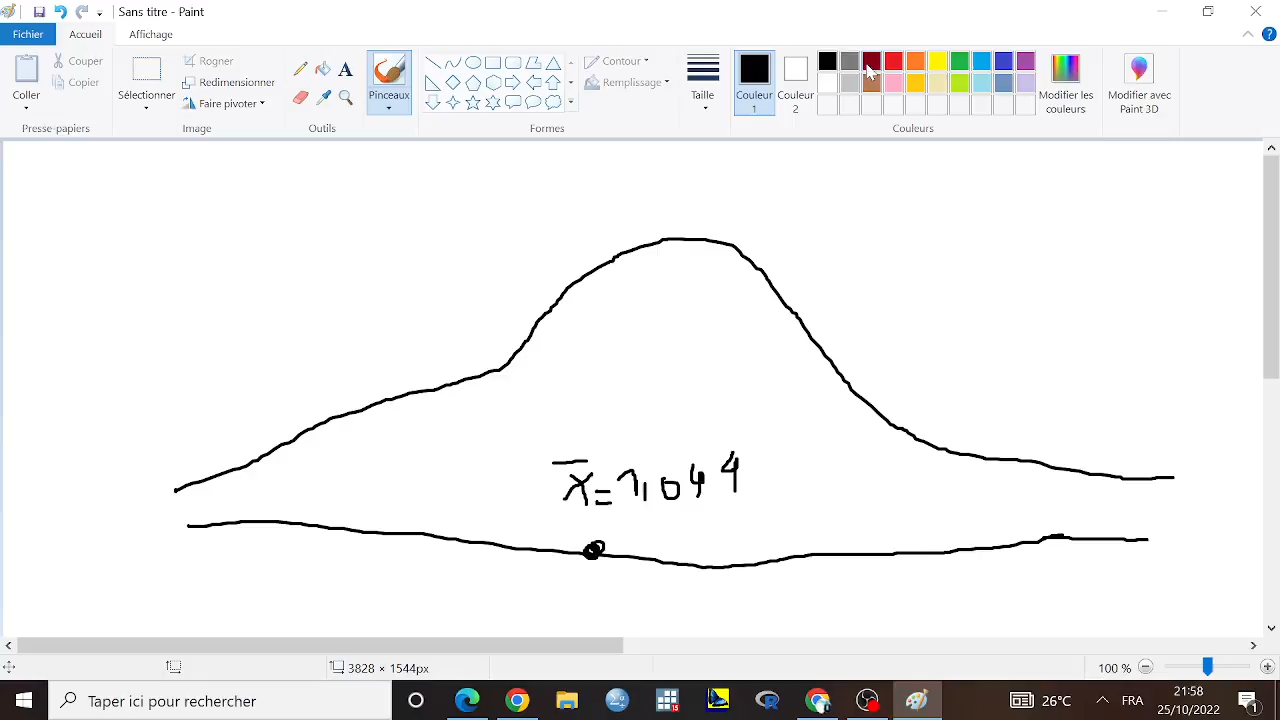 Sans titre - Paint
Fichier Accueil Affichage
Coller
Couper
Copier
Presse-papiers
Sélectionner
Rogner
Redimensionner
Faire pivoter
Image
A
Outils
Pinceaux
Contour
Remplissage
Formes
Taille
Couleur 1
Couleur 2
Couleurs
Modifier les couleurs
Modifier avec Paint 3D
3828 × 1544px
100 %
Taper ici pour rechercher
15
R
26°C
FRA
21:58
25/10/2022
1